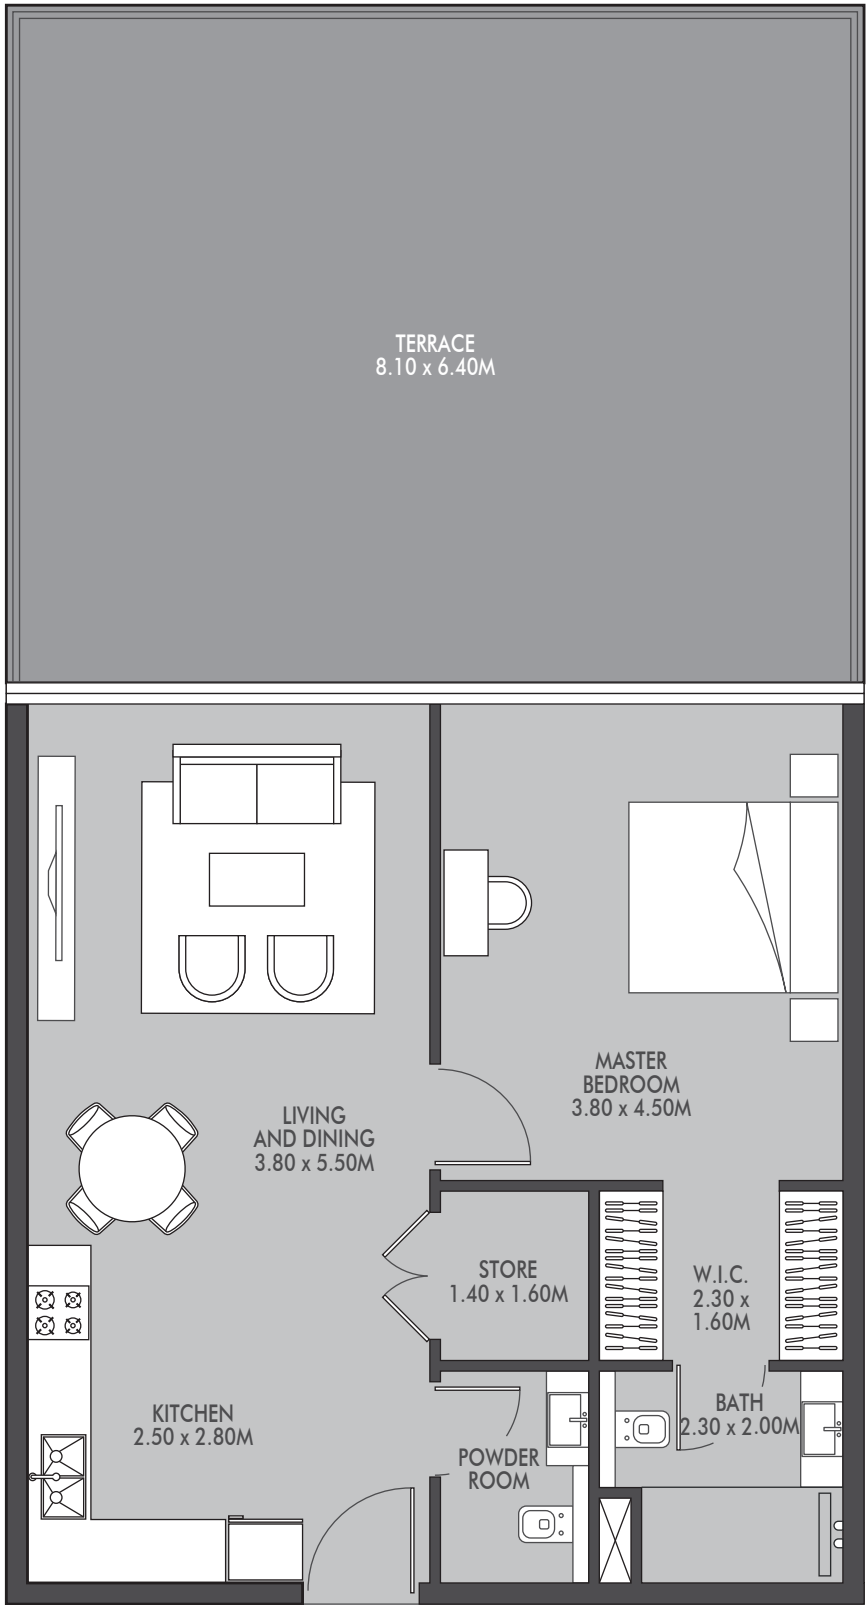 TERRACE
8.10 x 6.40M
MASTER
BEDROOM
3.80 x 4.50M
LIVING
AND DINING
3.80 x 5.50M
STORE
1.40 x 1.60M
W.I.C.
2.30 x
1.60M
KITCHEN
2.50 x 2.80M
BATH
2.30 x 2.00M
POWDER
ROOM